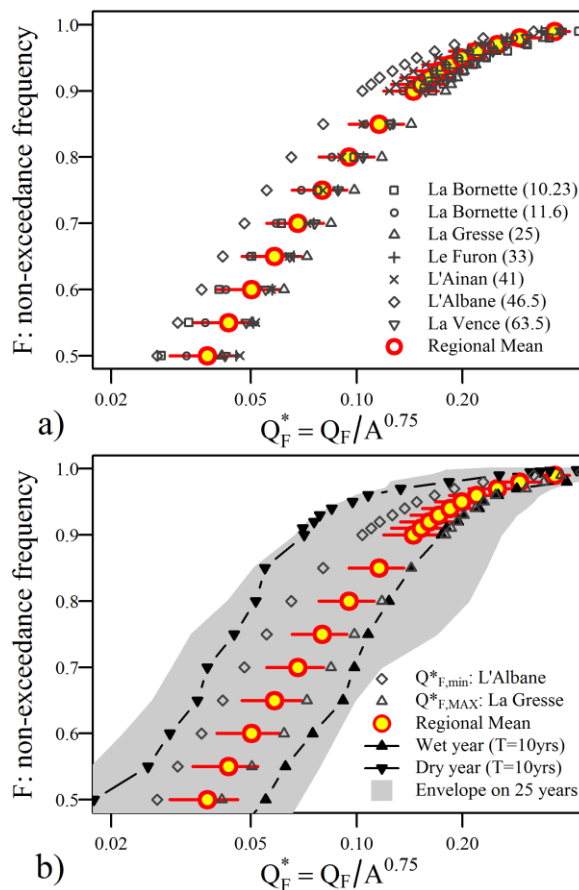 F: non-exceedance frequency
1.0
0.9
0.8
0.7
0.6
0.5
La Bornette (10.23)
La Bornette (11.6)
La Gresse (25)
Le Furon (33)
L'Ainan (41)
L'Albane (46.5)
La Vence (63.5)
Regional Mean
0.02 0.05 0.10 0.20
a)
Q*F = QF/A^0.75
F: non-exceedance frequency
1.0
0.9
0.8
0.7
0.6
0.5
Q*F,min: L'Albane
Q*F,MAX: La Gresse
Regional Mean
Wet year (T=10yrs)
Dry year (T=10yrs)
Envelope on 25 years
0.02 0.05 0.10 0.20
b)
Q*F = QF/A^0.75